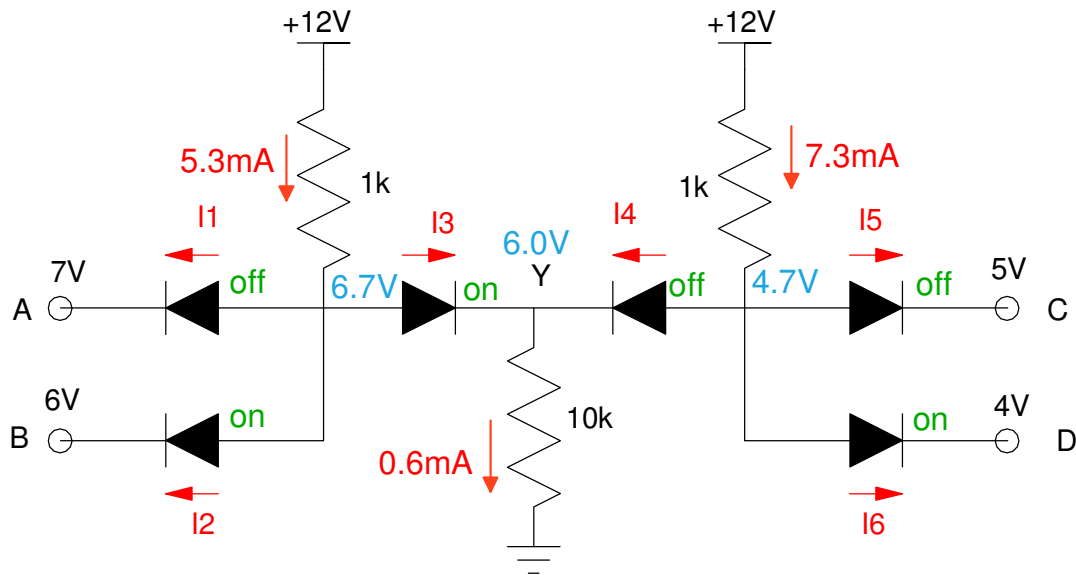 +12V
+12V
5.3mA
1k
1k
7.3mA
I1
I3
6.0V
I4
I5
7V
off
6.7V
on
Y
off
4.7V
off
5V
A
C
6V
on
10k
on
4V
B
D
0.6mA
I2
I6